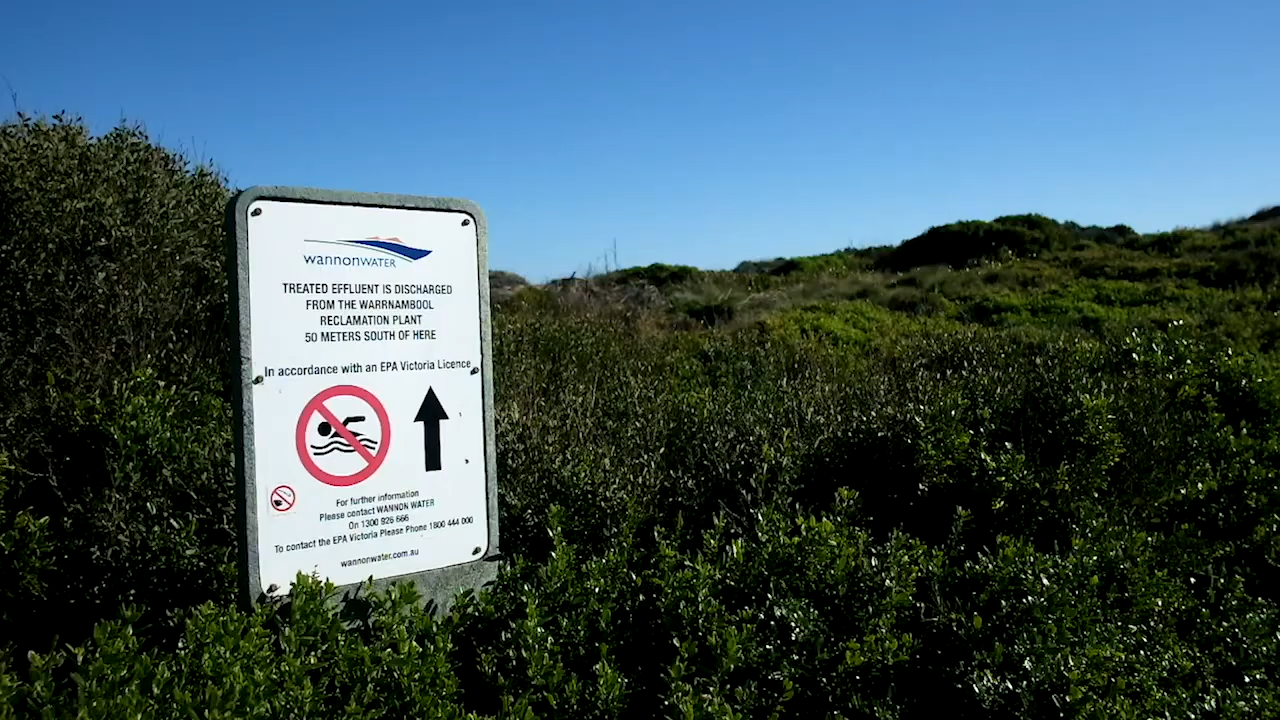 wannonWATER
TREATED EFFLUENT IS DISCHARGED
FROM THE WARRNAMBOOL
RECLAMATION PLANT
50 METERS SOUTH OF HERE
In accordance with an EPA Victoria Licence
For further information
Please contact WANNON WATER
On 1300 926 666
To contact the EPA Victoria Please Phone 1800 444 000
wannonwater.com.au